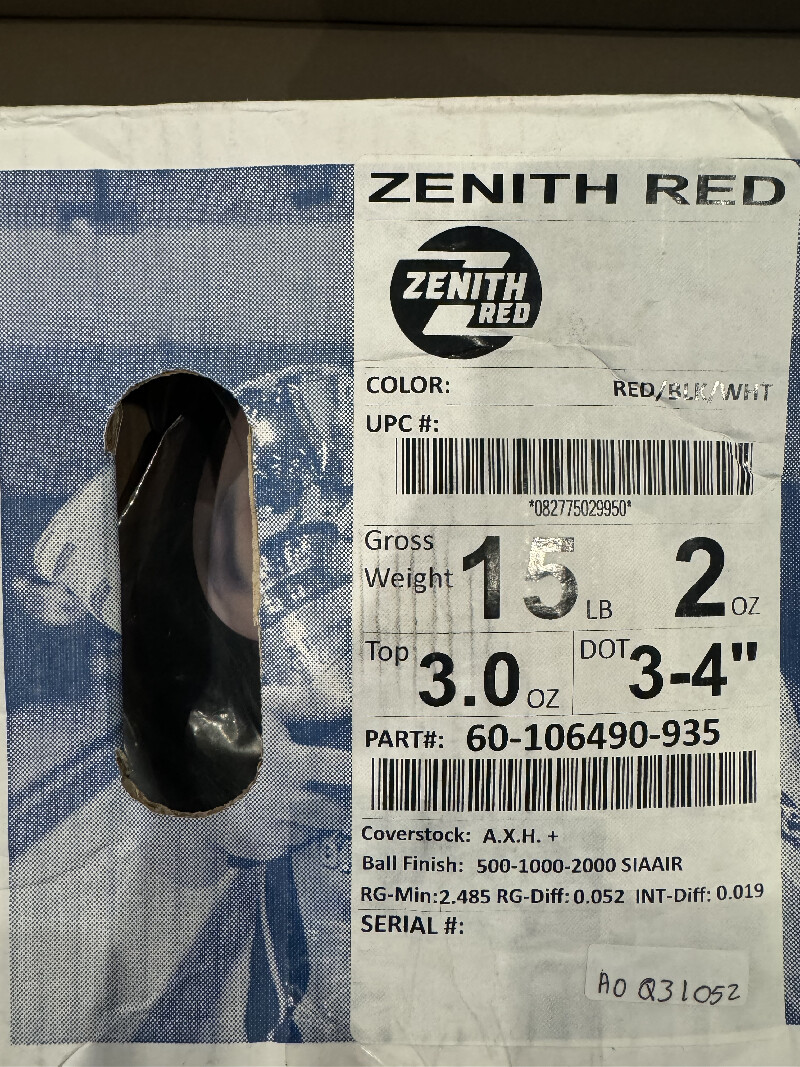 ZENITH RED
ZENITH
RED
COLOR: RED/BLK/WHT
UPC #:
*082775029950*
Gross
Weight 15 LB 2 OZ
Top 3.0 OZ DOT 3-4"
PART#: 60-106490-935
Coverstock: A.X.H. +
Ball Finish: 500-1000-2000 SIAAIR
RG-Min:2.485 RG-Diff: 0.052 INT-Diff: 0.019
SERIAL #:
A0 Q31052